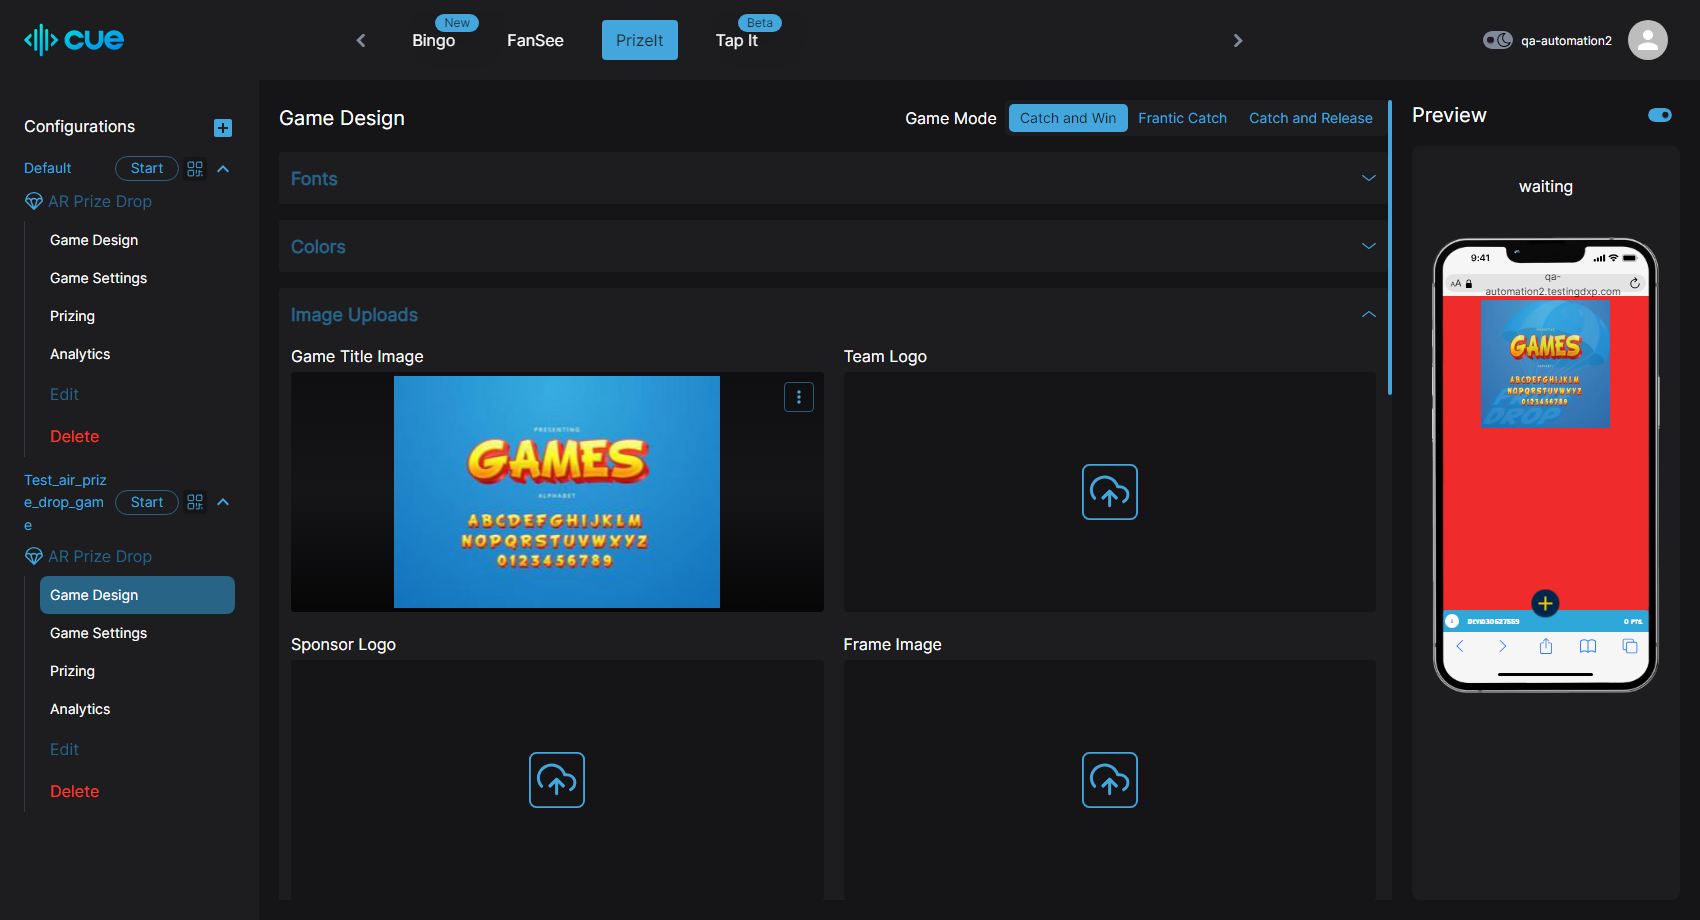 cue
New
Bingo
FanSee
PrizeIt
Beta
Tap It
qa-automation2
Configurations
Default
Start
AR Prize Drop
Game Design
Game Settings
Prizing
Analytics
Edit
Delete
Test_air_priz
e_drop_gam
e
Start
AR Prize Drop
Game Design
Game Settings
Prizing
Analytics
Edit
Delete
Game Design
Game Mode
Catch and Win
Frantic Catch
Catch and Release
Fonts
Colors
Image Uploads
Game Title Image
PRESENTING
GAMES
ALPHABET
ABCDEFGHIJKLM
NOPQRSTUVWXYZ
0123456789
Team Logo
Sponsor Logo
Frame Image
Preview
waiting
9:41
AA
qa-
automation2.testingdxp.com
GAMES
ABCDEFGHIJKLM
NOPQRSTUVWXYZ
0123456789
DROP
0 PTS.